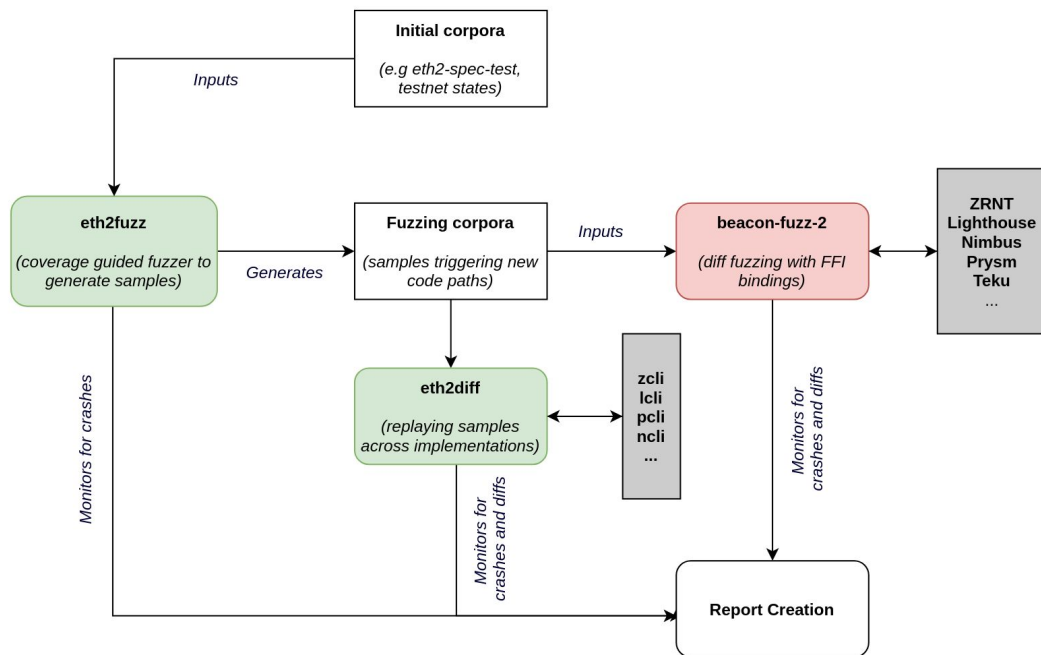 Initial corpora
(e.g eth2-spec-test,
testnet states)
Inputs
eth2fuzz
(coverage guided fuzzer to
generate samples)
Generates
Fuzzing corpora
(samples triggering new
code paths)
Inputs
beacon-fuzz-2
(diff fuzzing with FFI
bindings)
ZRNT
Lighthouse
Nimbus
Prysm
Teku
...
eth2diff
(replaying samples
across implementations)
zcli
lcli
pcli
ncli
...
Monitors for crashes
Monitors for
crashes and diffs
Monitors for
crashes and diffs
Report Creation